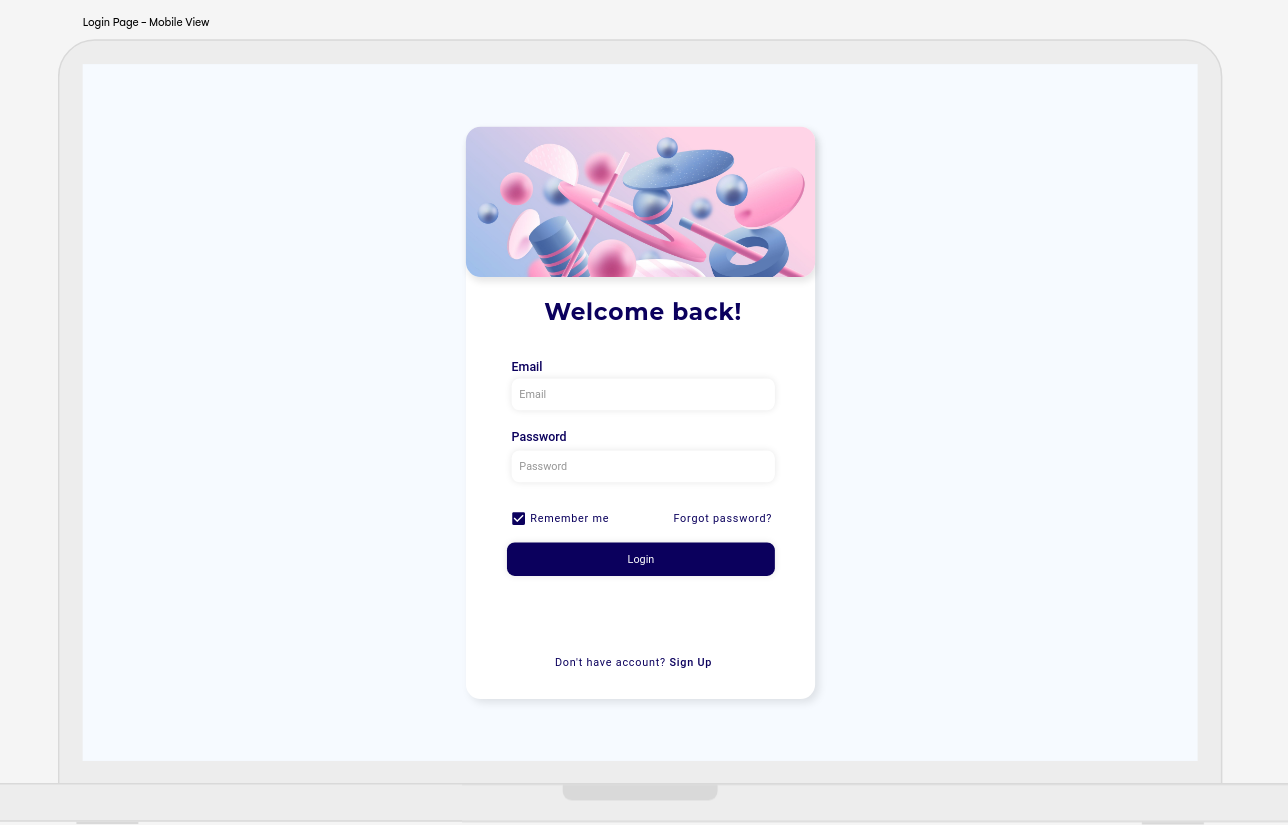 Login Page – Mobile View
Welcome back!
Email
Email
Password
Password
Remember me Forgot password?
Login
Don't have account? Sign Up